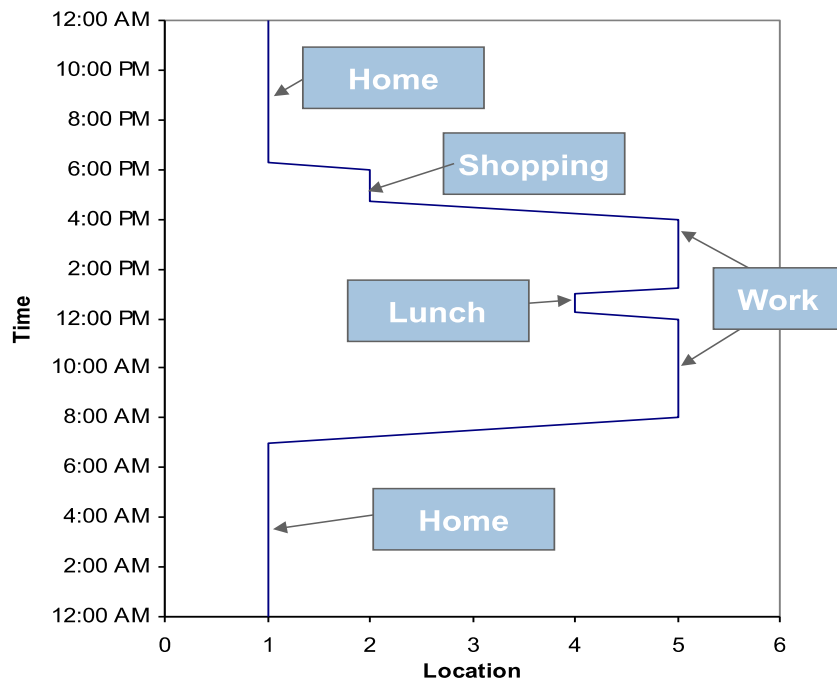 12:00 AM
10:00 PM
Home
8:00 PM
6:00 PM
Shopping
4:00 PM
2:00 PM
Work
Lunch
12:00 PM
Time
10:00 AM
8:00 AM
6:00 AM
4:00 AM
Home
2:00 AM
12:00 AM
0 1 2 3 4 5 6
Location